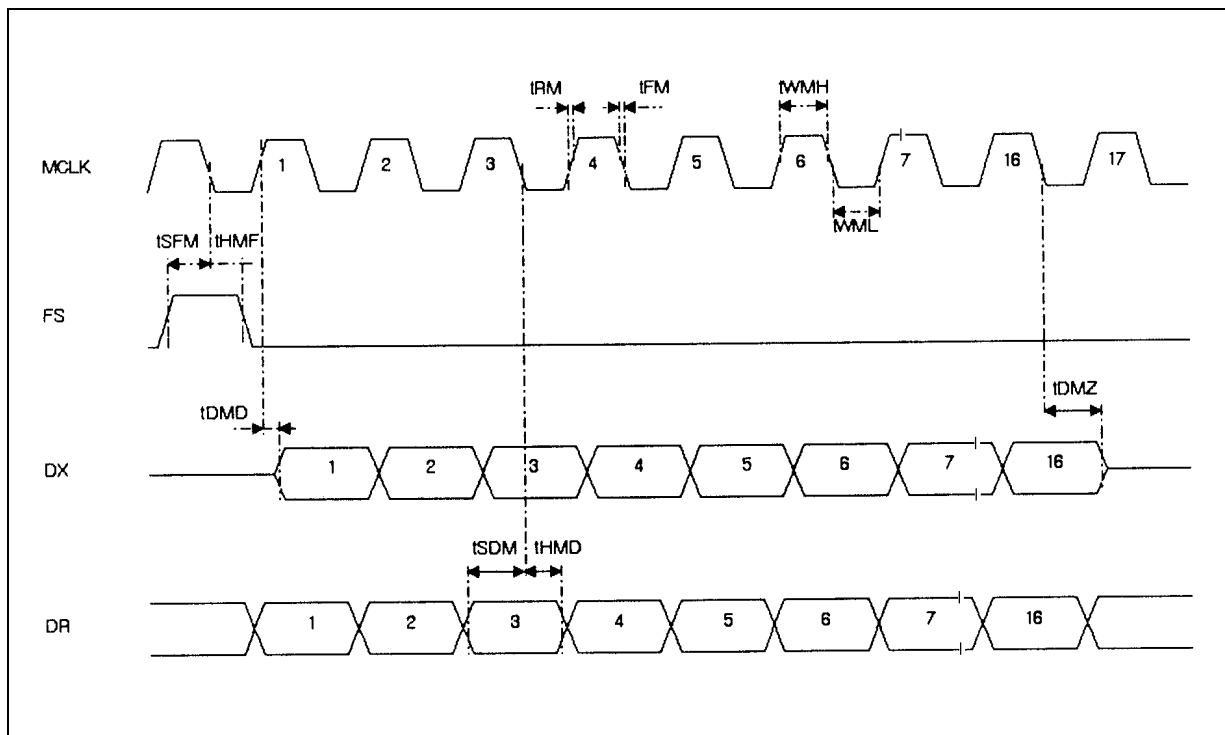 tRM tFM tWMH
MCLK 1 2 3 4 5 6 7 16 17
tWML
tSFM tHMF
FS
tDMD tDMZ
DX 1 2 3 4 5 6 7 16
tSDM tHMD
DR 1 2 3 4 5 6 7 16